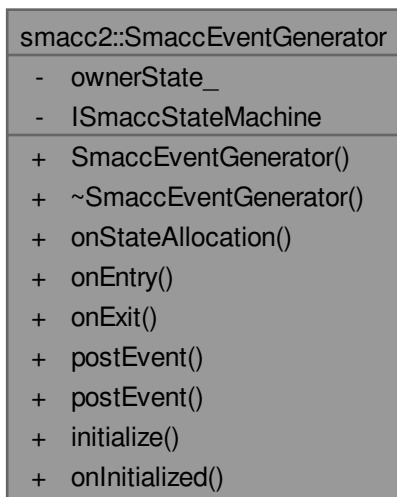 smacc2::SmaccEventGenerator
- ownerState_
- ISmaccStateMachine
+ SmaccEventGenerator()
+ ~SmaccEventGenerator()
+ onStateAllocation()
+ onEntry()
+ onExit()
+ postEvent()
+ postEvent()
+ initialize()
+ onInitialized()